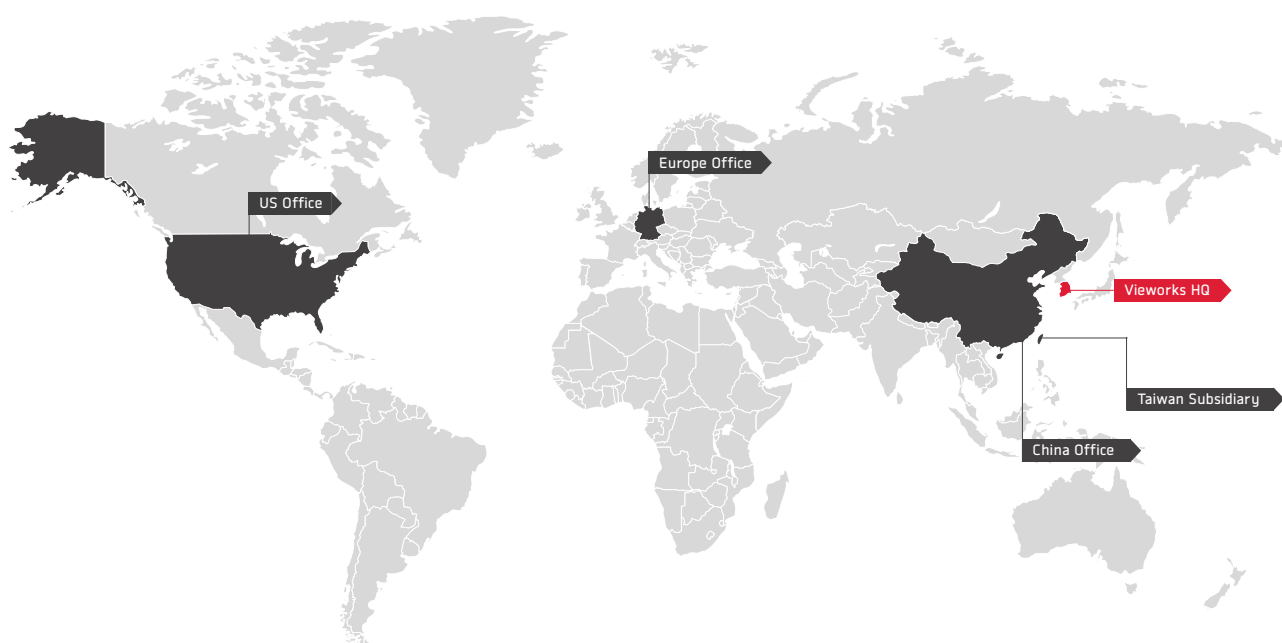 Europe Office
US Office
Vieworks HQ
Taiwan Subsidiary
China Office